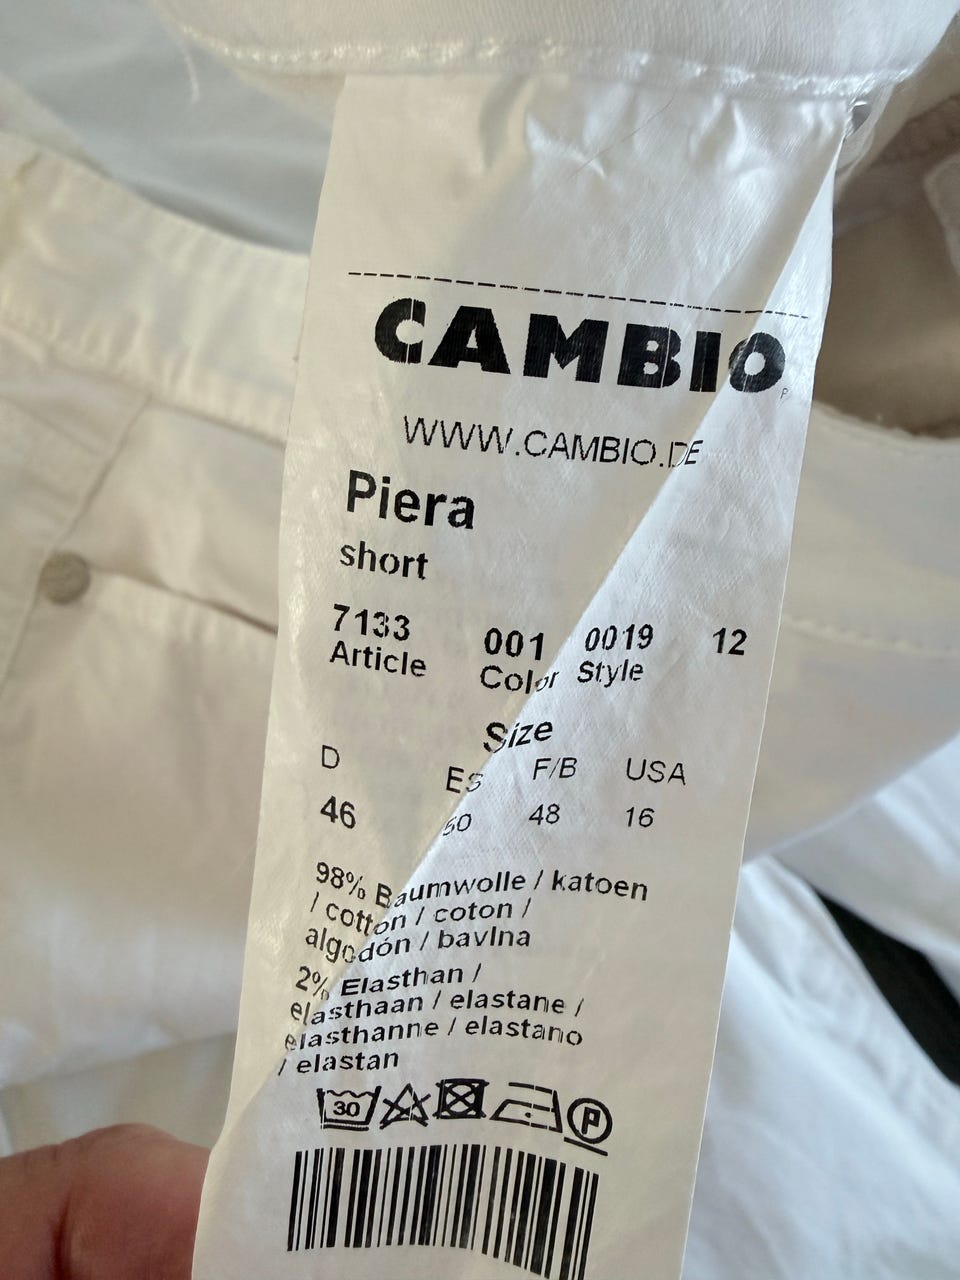 CAMBIO
WWW.CAMBIO.DE
Piera
short
7133 001 0019 12
Article Color Style
Size
D ES F/B USA
46 50 48 16
98% Baumwolle / katoen
/ cotton / coton /
algodón / bavlna
2% Elasthan /
elasthaan / elastane /
elasthanne / elastano
/ elastan
30 P